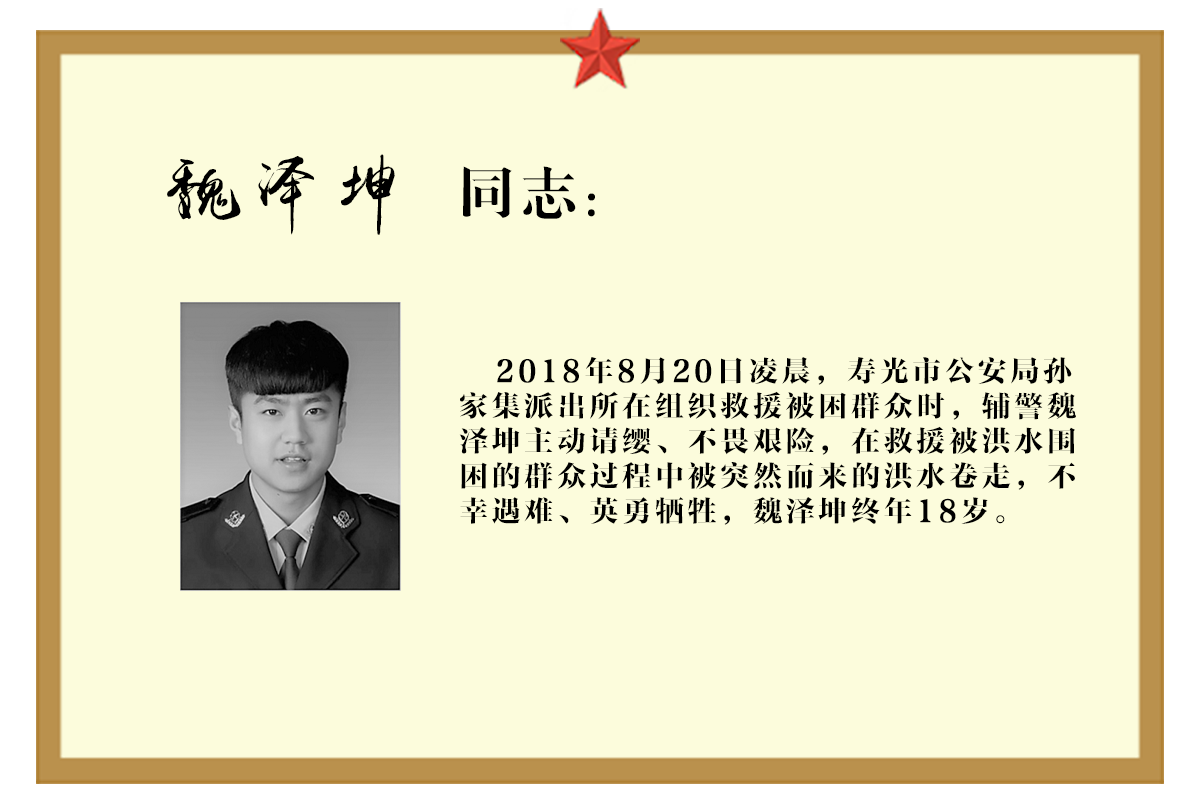 魏泽坤 同志：
2018年8月20日凌晨，寿光市公安局孙
家集派出所在组织救援被困群众时，辅警魏
泽坤主动请缨、不畏艰险，在救援被洪水围
困的群众过程中被突然而来的洪水卷走，不
幸遇难、英勇牺牲，魏泽坤终年18岁。